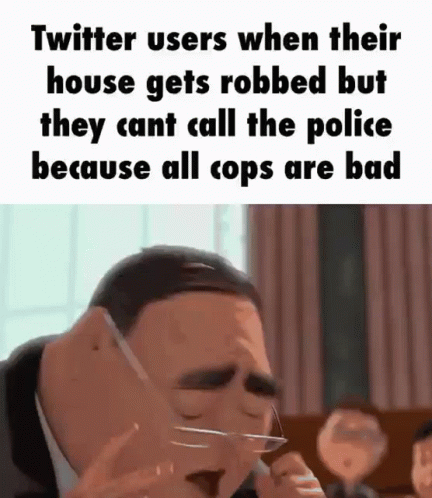 Twitter users when their
house gets robbed but
they cant call the police
because all cops are bad